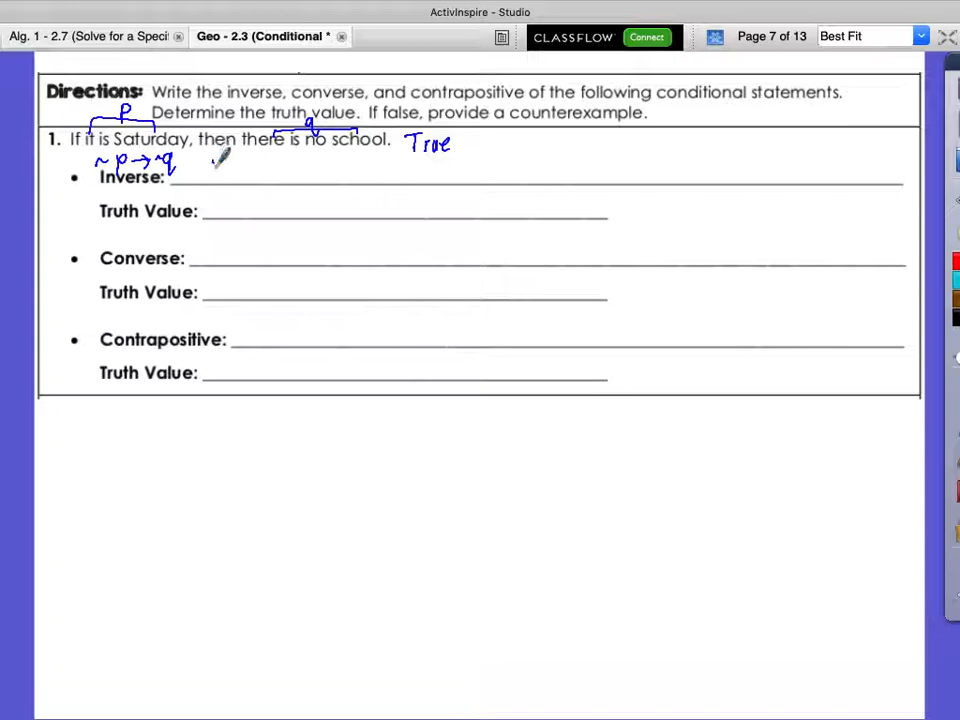 ActivInspire - Studio
Alg. 1 - 2.7 (Solve for a Speci
Geo - 2.3 (Conditional *
CLASSFLOW
Connect
Page 7 of 13
Best Fit
Directions: Write the inverse, converse, and contrapositive of the following conditional statements.
Determine the truth value. If false, provide a counterexample.
p
q
1. If it is Saturday, then there is no school. True
~p→~q
• Inverse:
Truth Value:
• Converse:
Truth Value:
• Contrapositive:
Truth Value: